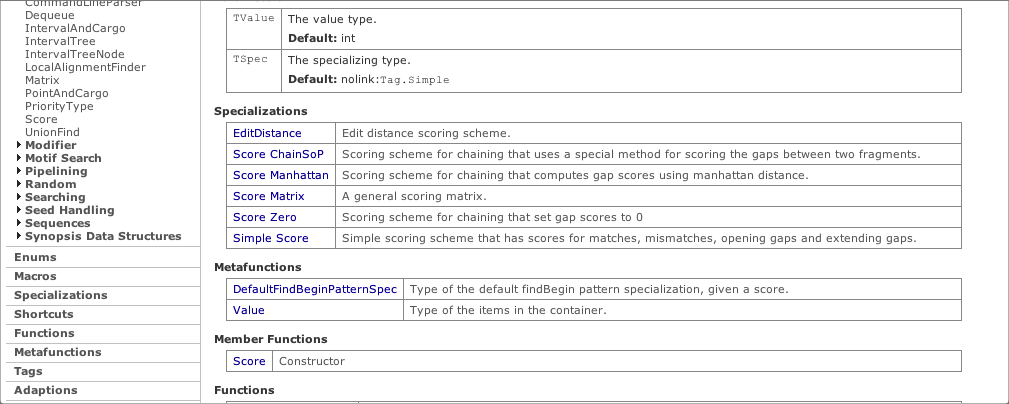 CommandLineParser
Dequeue
IntervalAndCargo
IntervalTree
IntervalTreeNode
LocalAlignmentFinder
Matrix
PointAndCargo
PriorityType
Score
UnionFind
Modifier
Motif Search
Pipelining
Random
Searching
Seed Handling
Sequences
Synopsis Data Structures
Enums
Macros
Specializations
Shortcuts
Functions
Metafunctions
Tags
Adaptions
TValue The value type.
Default: int
TSpec The specializing type.
Default: nolink:Tag.Simple
Specializations
EditDistance Edit distance scoring scheme.
Score ChainSoP Scoring scheme for chaining that uses a special method for scoring the gaps between two fragments.
Score Manhattan Scoring scheme for chaining that computes gap scores using manhattan distance.
Score Matrix A general scoring matrix.
Score Zero Scoring scheme for chaining that set gap scores to 0
Simple Score Simple scoring scheme that has scores for matches, mismatches, opening gaps and extending gaps.
Metafunctions
DefaultFindBeginPatternSpec Type of the default findBegin pattern specialization, given a score.
Value Type of the items in the container.
Member Functions
Score Constructor
Functions